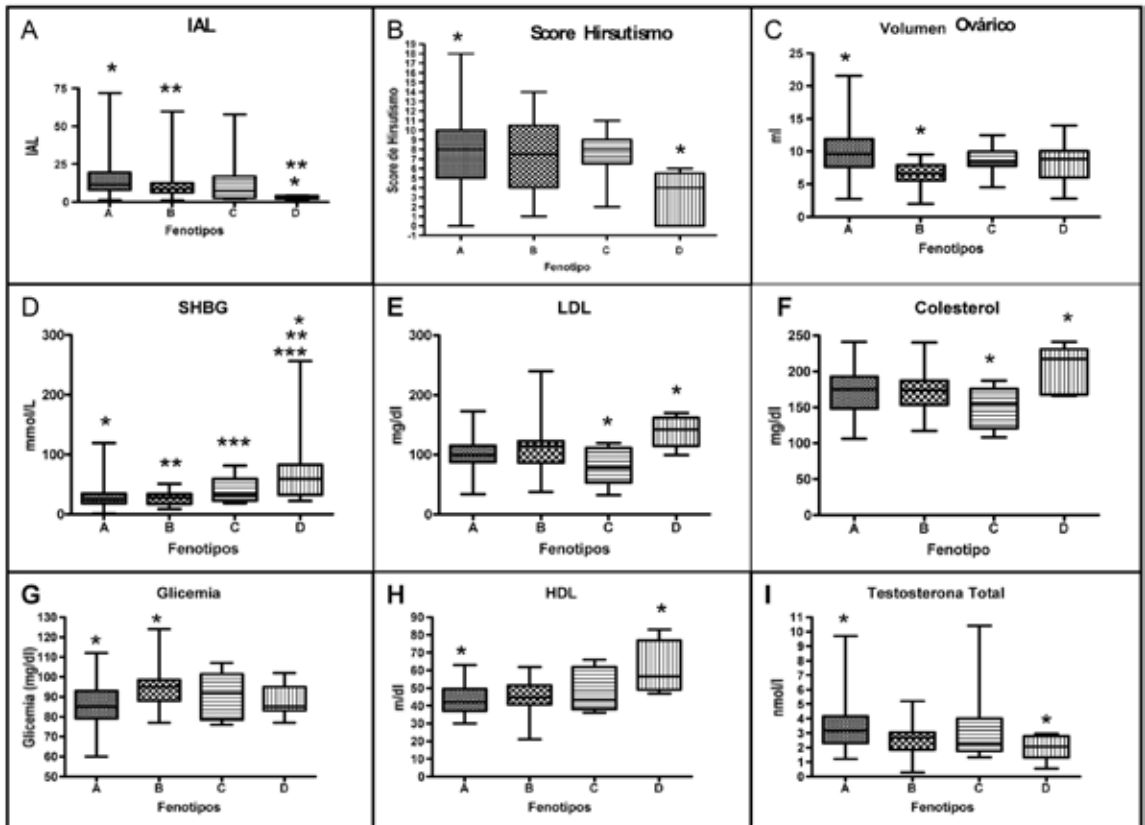 A
IAL
*
**
**
*
75
50
25
0
IAL
A B C D
Fenotipos
B
Score Hirsutismo
*
*
19
18
17
16
15
14
13
12
11
10
9
8
7
6
5
4
3
2
1
0
-1
Score de Hirsutismo
A B C D
Fenotipo
C
Volumen Ovárico
*
*
15
20
25
10
5
0
ml
A B C D
Fenotipos
D
SHBG
*
**
***
*
**
***
300
200
100
0
mmol/L
A B C D
Fenotipos
E
LDL
*
*
300
200
100
0
mg/dl
A B C D
Fenotipos
F
Colesterol
*
*
250
200
150
100
50
0
mg/dl
A B C D
Fenotipo
G
Glicemia
*
*
130
120
110
100
90
80
70
60
50
Glicemia (mg/dl)
A B C D
Fenotipos
H
HDL
*
*
90
80
70
60
50
40
30
20
10
0
m/dl
A B C D
Fenotipos
I
Testosterona Total
*
*
11
10
9
8
7
6
5
4
3
2
1
0
nmol/l
A B C D
Fenotipos